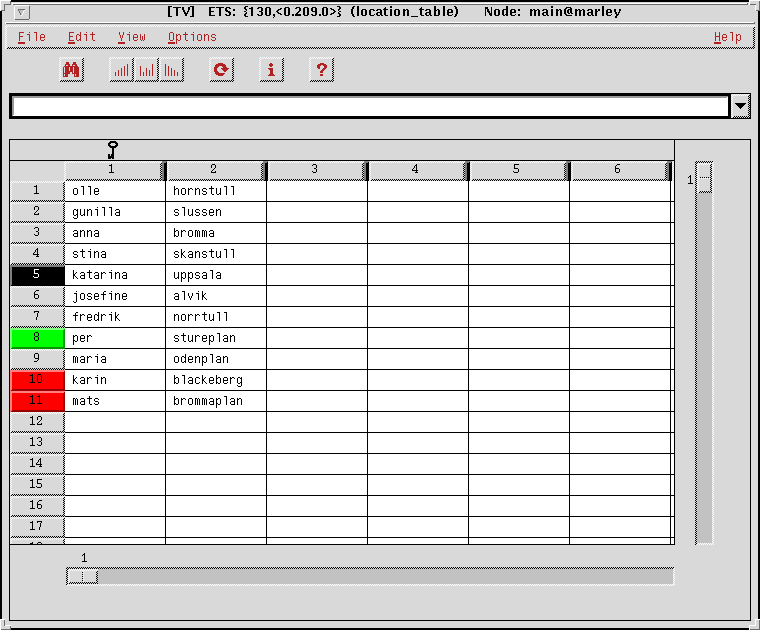 [TV] ETS: {130,<0.209.0>} (location_table) Node: main@marley
File Edit View Options Help
1 2 3 4 5 6
1 olle hornstull
2 gunilla slussen
3 anna bromma
4 stina skanstull
5 katarina uppsala
6 josefine alvik
7 fredrik norrtull
8 per stureplan
9 maria odenplan
10 karin blackeberg
11 mats brommaplan
12
13
14
15
16
17
1
1